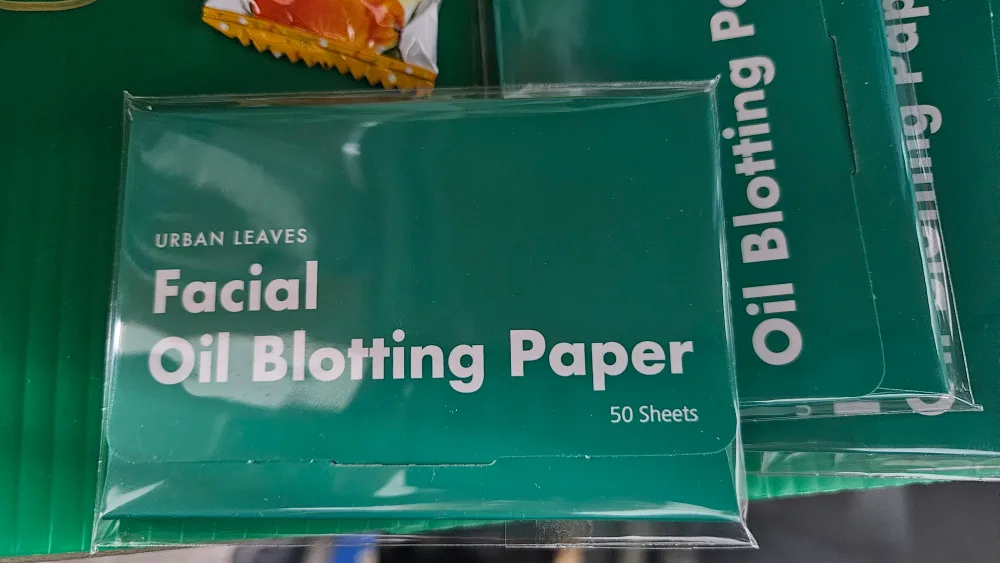 URBAN LEAVES
Facial
Oil Blotting Paper
50 Sheets
Oil Blotting